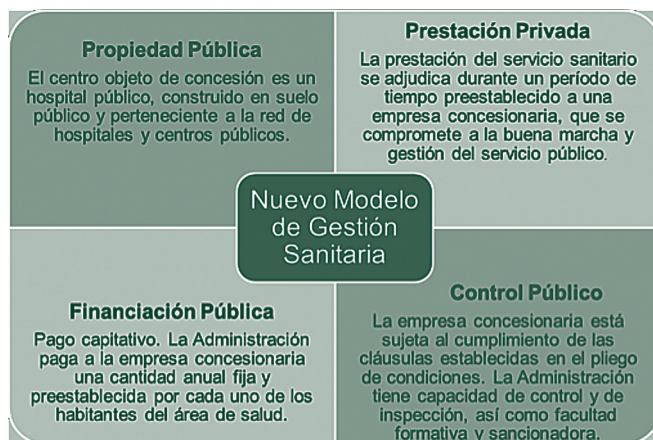 Propiedad Pública
El centro objeto de concesión es un
hospital público, construido en suelo
público y perteneciente a la red de
hospitales y centros públicos.
Prestación Privada
La prestación del servicio sanitario
se adjudica durante un período de
tiempo preestablecido a una
empresa concesionaria, que se
compromete a la buena marcha y
gestión del servicio público.
Nuevo Modelo
de Gestión
Sanitaria
Financiación Pública
Pago capitativo. La Administración
paga a la empresa concesionaria
una cantidad anual fija y
preestablecida por cada uno de los
habitantes del área de salud.
Control Público
La empresa concesionaria está
sujeta al cumplimiento de las
cláusulas establecidas en el pliego
de condiciones. La Administración
tiene capacidad de control y de
inspección, así como facultad
formativa y sancionadora.